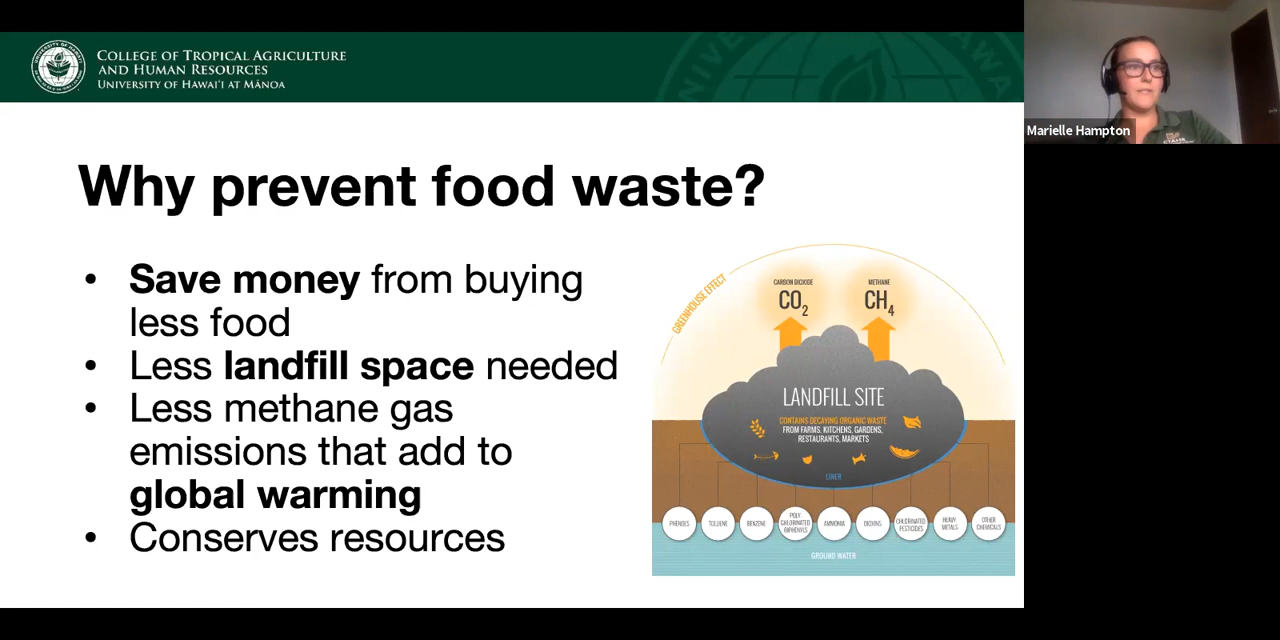 COLLEGE OF TROPICAL AGRICULTURE
AND HUMAN RESOURCES
UNIVERSITY OF HAWAI‘I AT MĀNOA
Marielle Hampton
Why prevent food waste?
• Save money from buying
less food
• Less landfill space needed
• Less methane gas
emissions that add to
global warming
• Conserves resources
GREENHOUSE EFFECT
CARBON DIOXIDE
CO2
METHANE
CH4
LANDFILL SITE
CONTAINS DECAYING ORGANIC WASTE
FROM FARMS, KITCHENS, GARDENS,
RESTAURANTS, MARKETS
LINER
PHENOLS
TOLUENE
BENZENE
POLY
CHLORINATED
BIPHENYLS
AMMONIA
DIOXINS
CHLORINATED
PESTICIDES
HEAVY
METALS
OTHER
CHEMICALS
GROUND WATER